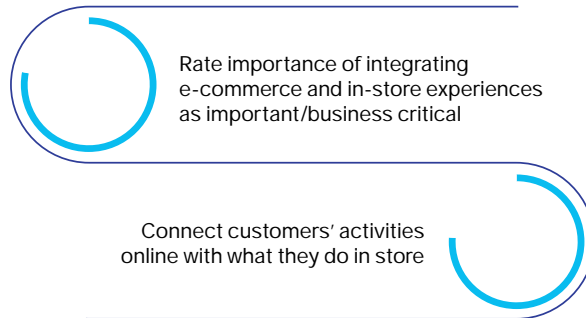 Rate importance of integrating
e-commerce and in-store experiences
as important/business critical
Connect customers’ activities
online with what they do in store